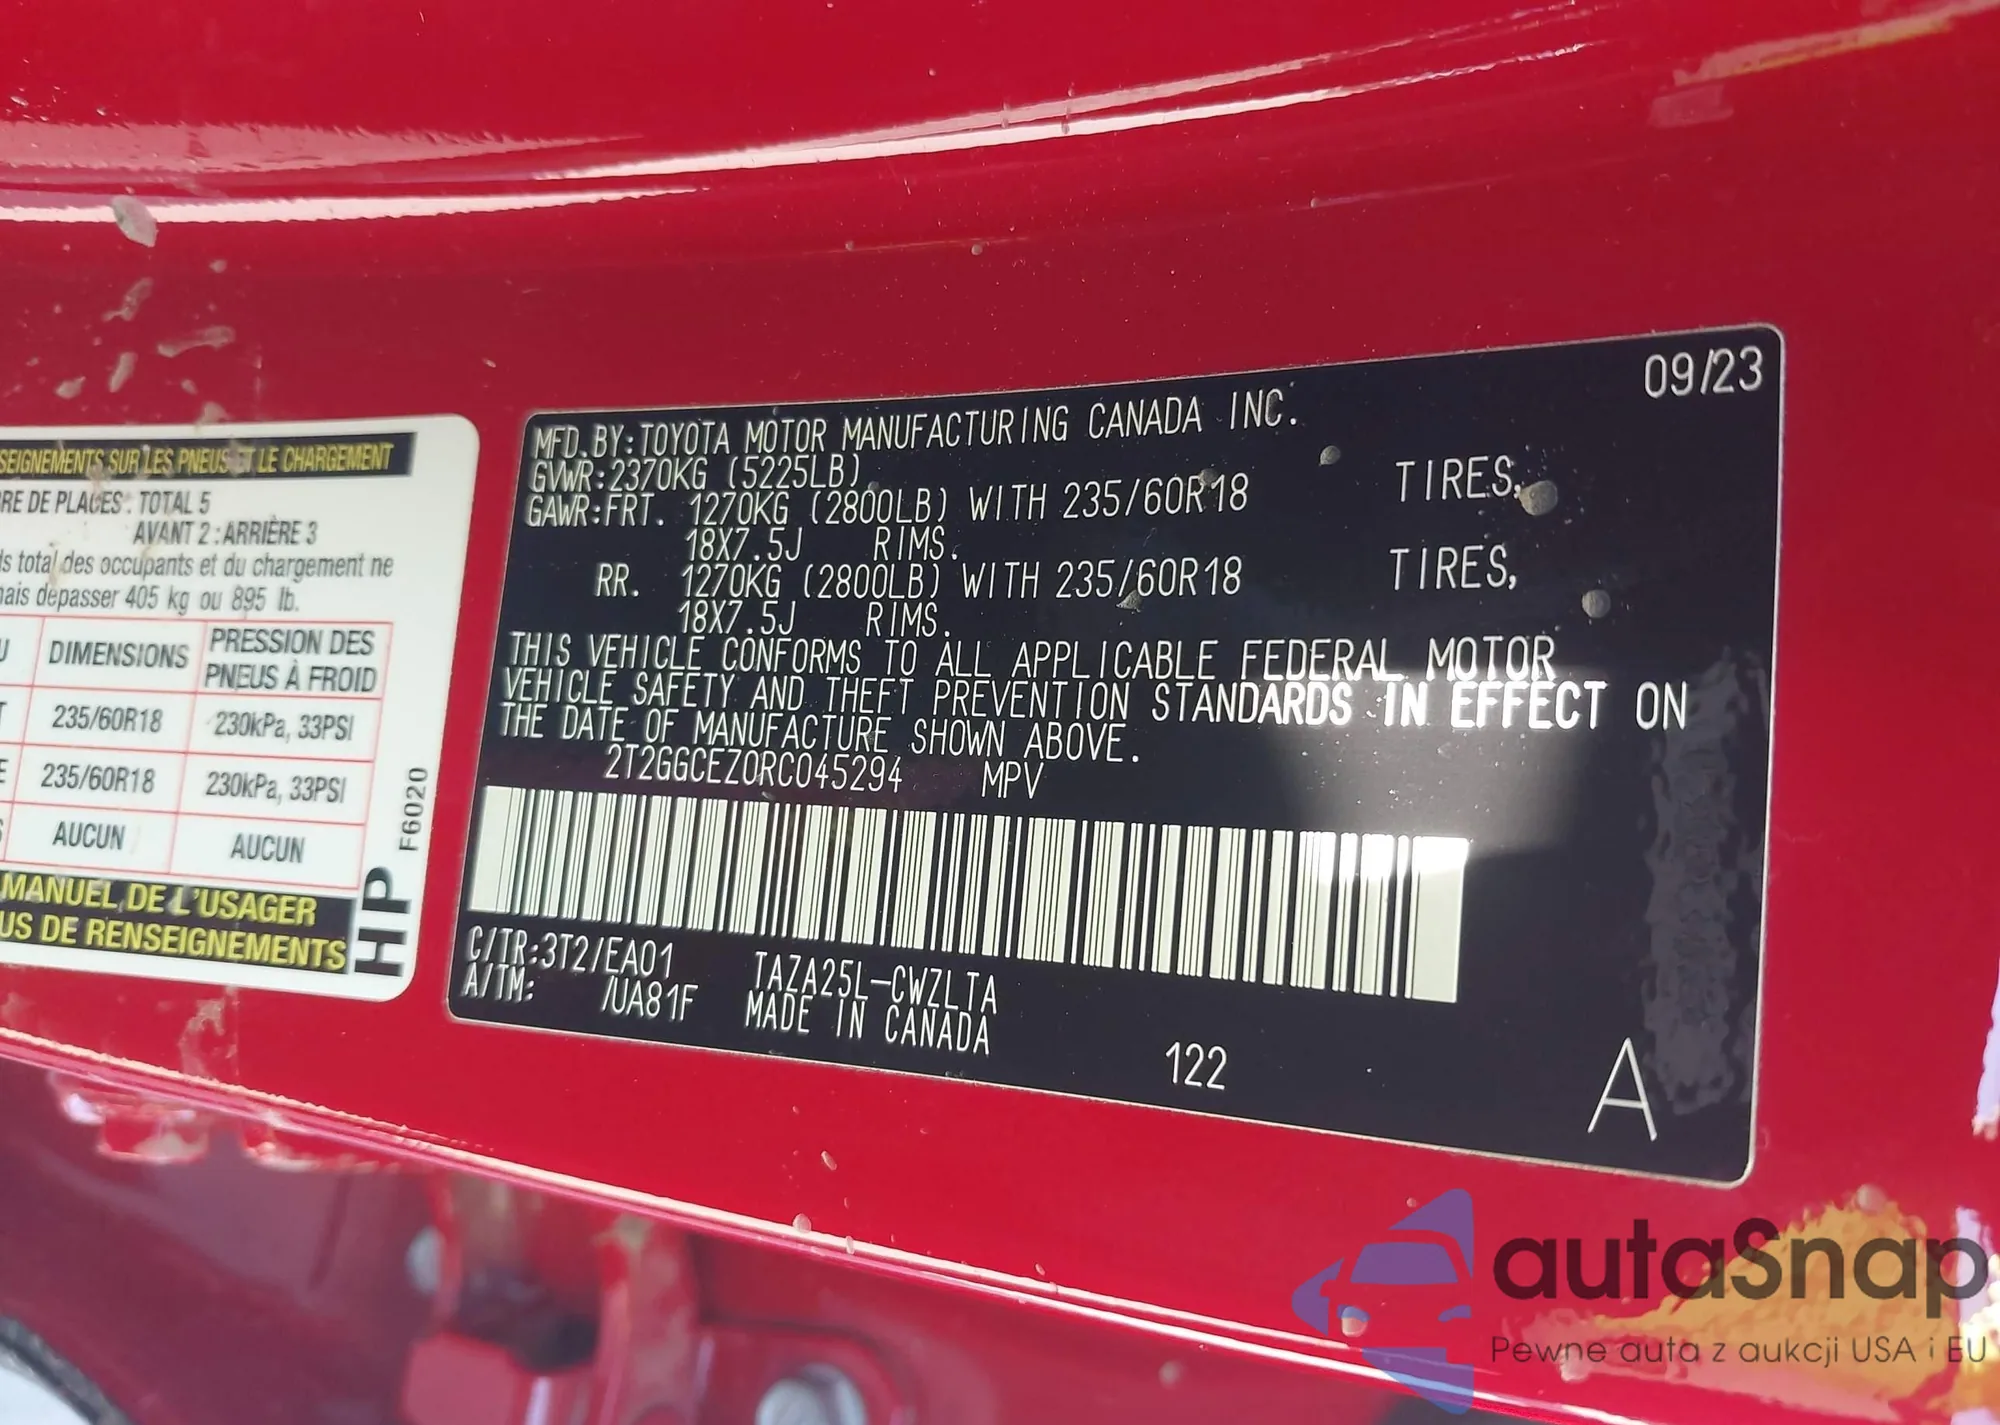 SEIGNEMENTS SUR LES PNEUS ET LE CHARGEMENT
RE DE PLACES: TOTAL 5
AVANT 2 : ARRIÈRE 3
ds total des occupants et du chargement ne
mais dépasser 405 kg ou 895 lb.
DIMENSIONS
PRESSION DES
PNEUS À FROID
235/60R18
230kPa, 33PSI
235/60R18
230kPa, 33PSI
AUCUN
AUCUN
MANUEL DE L'USAGER
US DE RENSEIGNEMENTS
HP
F6020
09/23
MFD.BY:TOYOTA MOTOR MANUFACTURING CANADA INC.
GVWR:2370KG (5225LB)
GAWR:FRT. 1270KG (2800LB) WITH 235/60R18 TIRES,
18X7.5J RIMS.
RR. 1270KG (2800LB) WITH 235/60R18 TIRES,
18X7.5J RIMS.
THIS VEHICLE CONFORMS TO ALL APPLICABLE FEDERAL MOTOR
VEHICLE SAFETY AND THEFT PREVENTION STANDARDS IN EFFECT ON
THE DATE OF MANUFACTURE SHOWN ABOVE.
2T2GGCEZ0RC045294 MPV
C/TR:3T2/EA01 TAZA25L-CWZLTA
A/TM: /UA81F MADE IN CANADA
122
A
autaSnap
Pewne auta z aukcji USA i EU